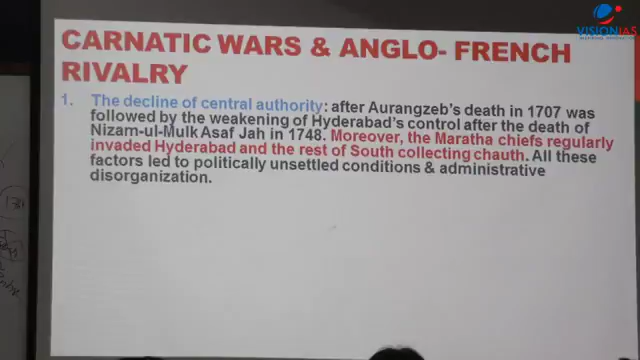 VISIONIAS
CARNATIC WARS & ANGLO- FRENCH
RIVALRY
1. The decline of central authority: after Aurangzeb's death in 1707 was
followed by the weakening of Hyderabad's control after the death of
Nizam-ul-Mulk Asaf Jah in 1748. Moreover, the Maratha chiefs regularly
invaded Hyderabad and the rest of South collecting chauth. All these
factors led to politically unsettled conditions & administrative
disorganization.